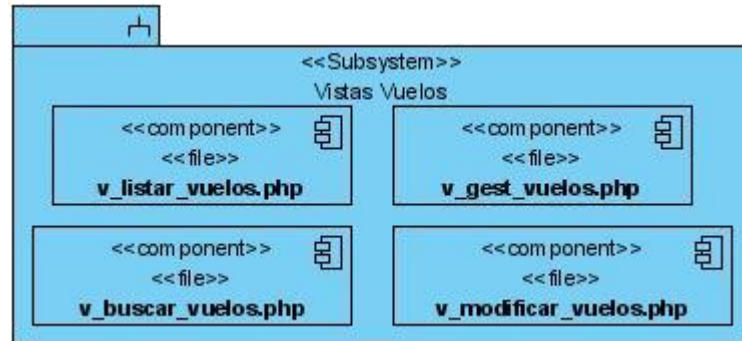 <<Subsystem>>
Vistas Vuelos
<<component>>
<<file>>
v_listar_vuelos.php
<<component>>
<<file>>
v_gest_vuelos.php
<<component>>
<<file>>
v_buscar_vuelos.php
<<component>>
<<file>>
v_modificar_vuelos.php